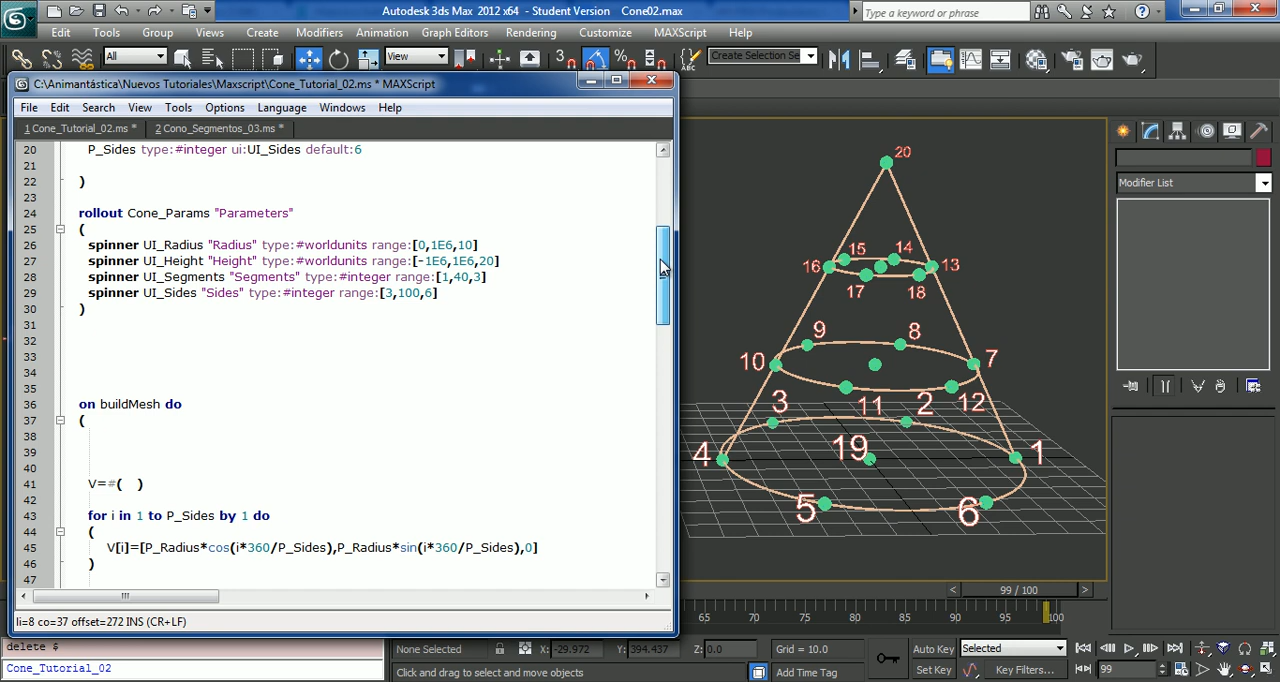 Autodesk 3ds Max 2012 x64 - Student Version Cone02.max
Type a keyword or phrase
Edit Tools Group Views Create Modifiers Animation Graph Editors Rendering Customize MAXScript Help
All
View
3
Create Selection Se
C:\Animantástica\Nuevos Tutoriales\Maxscript\Cone_Tutorial_02.ms * MAXScript
File Edit Search View Tools Options Language Windows Help
1 Cone_Tutorial_02.ms * 2 Cono_Segmentos_03.ms *
20 P_Sides type:#integer ui:UI_Sides default:6
21
22 )
23
24 rollout Cone_Params "Parameters"
25 (
26 spinner UI_Radius "Radius" type:#worldunits range:[0,1E6,10]
27 spinner UI_Height "Height" type:#worldunits range:[-1E6,1E6,20]
28 spinner UI_Segments "Segments" type:#integer range:[1,40,3]
29 spinner UI_Sides "Sides" type:#integer range:[3,100,6]
30 )
31
32
33
34
35
36 on buildMesh do
37 (
38
39
40
41 V=#( )
42
43 for i in 1 to P_Sides by 1 do
44 (
45 V[i]=[P_Radius*cos(i*360/P_Sides),P_Radius*sin(i*360/P_Sides),0]
46 )
47
li=8 co=37 offset=272 INS (CR+LF)
20
15 14
16 13
17 18
9 8
10 7
11 12
3 2
4 19 1
5 6
Modifier List
< 99 / 100 >
65 70 75 80 85 90 95 100
delete $
Cone_Tutorial_02
None Selected X: -29.972 Y: 394.437 Z: 0.0 Grid = 10.0
Click and drag to select and move objects
Add Time Tag
Auto Key Selected
Set Key Key Filters... 99